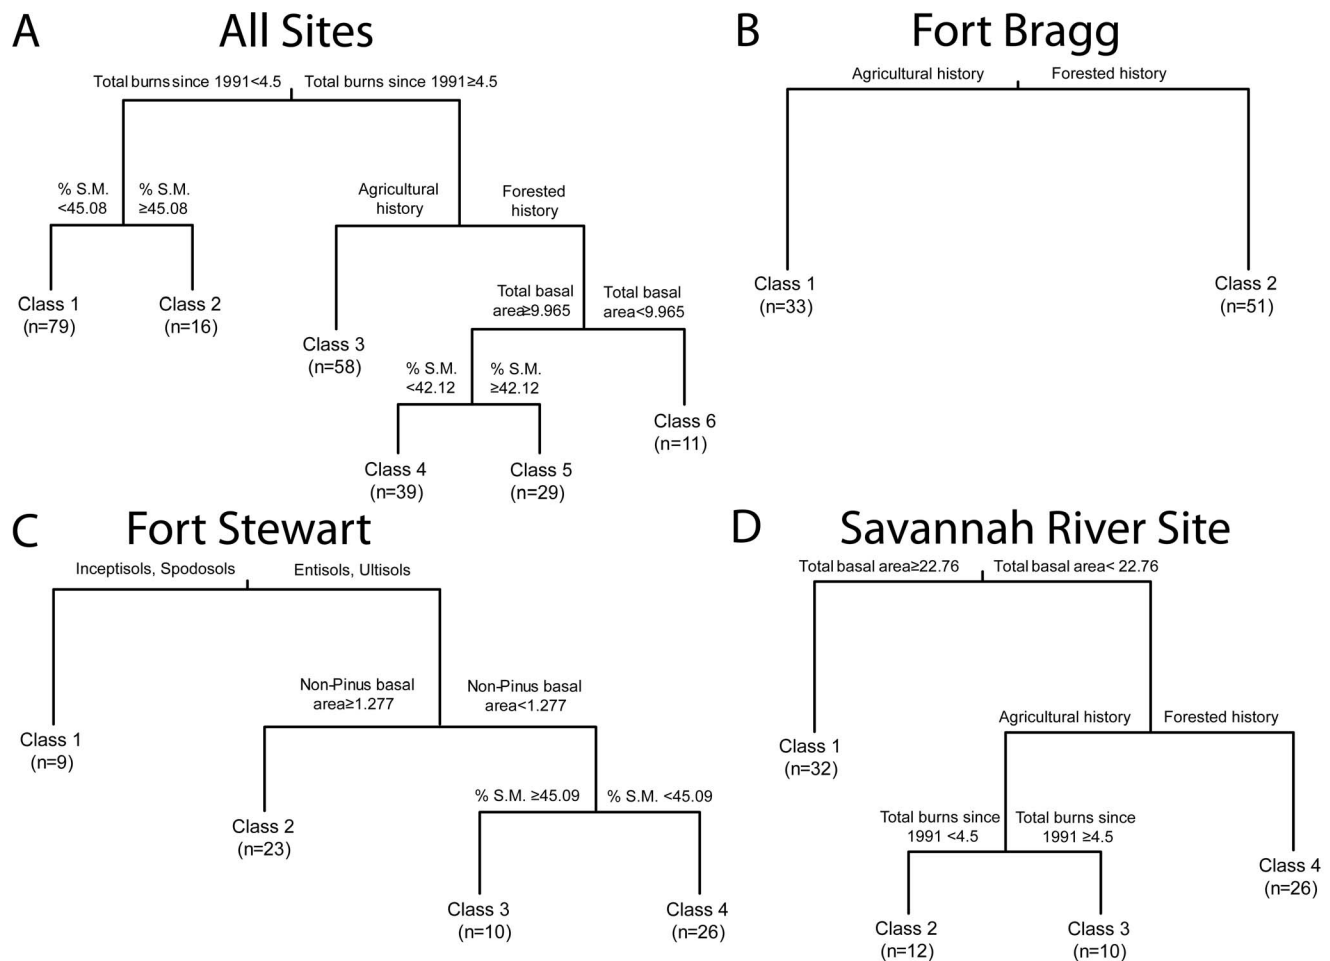 A
All Sites
Total burns since 1991<4.5
Total burns since 1991≥4.5
% S.M.
<45.08
% S.M.
≥45.08
Agricultural
history
Forested
history
Class 1
(n=79)
Class 2
(n=16)
Total basal
area≥9.965
Total basal
area<9.965
Class 3
(n=58)
% S.M.
<42.12
% S.M.
≥42.12
Class 6
(n=11)
Class 4
(n=39)
Class 5
(n=29)
B
Fort Bragg
Agricultural history
Forested history
Class 1
(n=33)
Class 2
(n=51)
C
Fort Stewart
Inceptisols, Spodosols
Entisols, Ultisols
Non-Pinus basal
area≥1.277
Non-Pinus basal
area<1.277
Class 1
(n=9)
% S.M. ≥45.09
% S.M. <45.09
Class 2
(n=23)
Class 3
(n=10)
Class 4
(n=26)
D
Savannah River Site
Total basal area≥22.76
Total basal area< 22.76
Agricultural history
Forested history
Class 1
(n=32)
Total burns since
1991 <4.5
Total burns since
1991 ≥4.5
Class 4
(n=26)
Class 2
(n=12)
Class 3
(n=10)